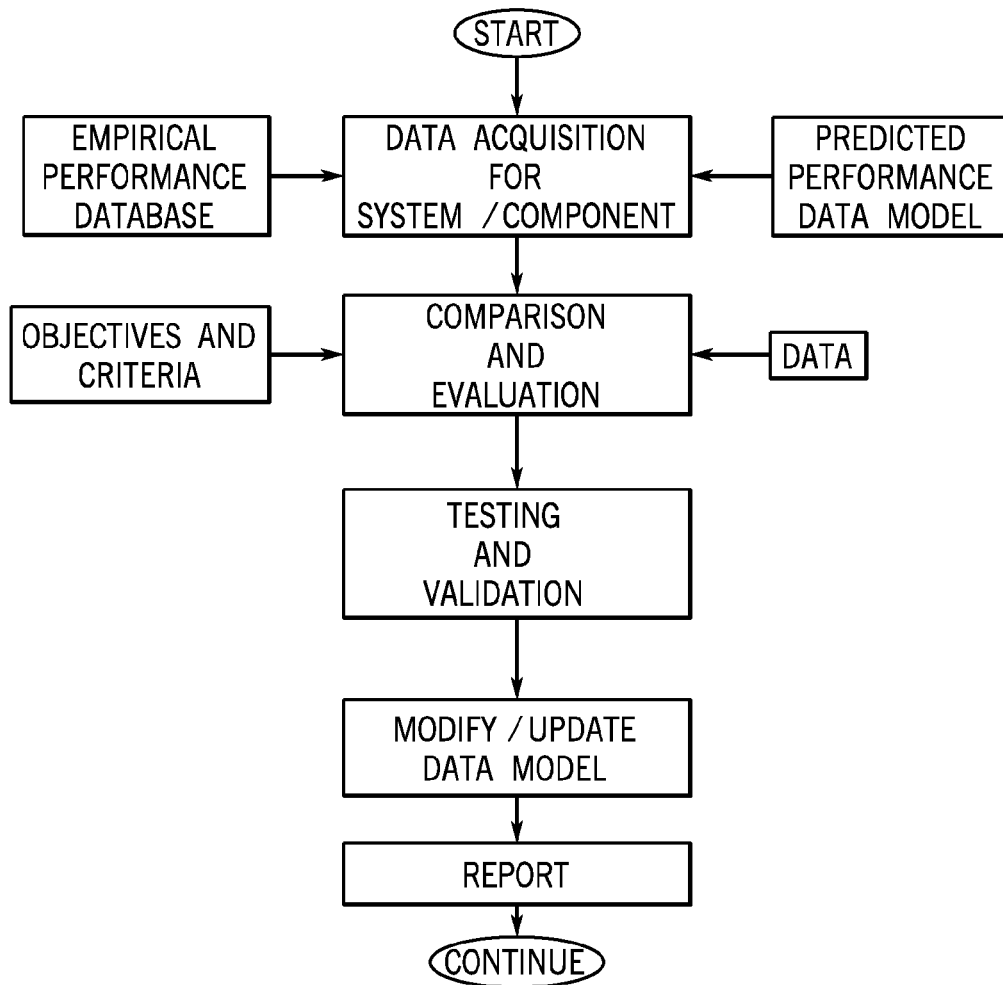 START
EMPIRICAL
PERFORMANCE
DATABASE
DATA ACQUISITION
FOR
SYSTEM / COMPONENT
PREDICTED
PERFORMANCE
DATA MODEL
OBJECTIVES AND
CRITERIA
COMPARISON
AND
EVALUATION
DATA
TESTING
AND
VALIDATION
MODIFY / UPDATE
DATA MODEL
REPORT
CONTINUE